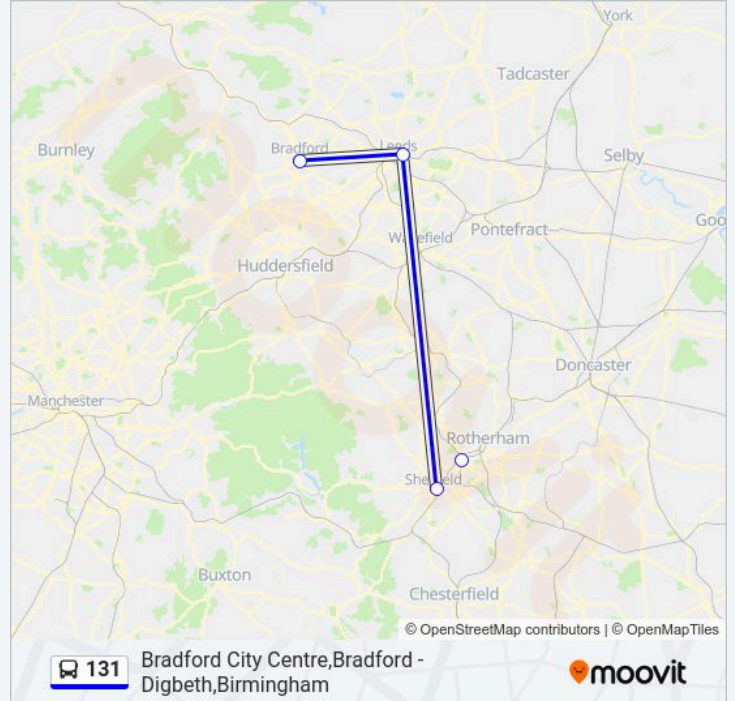 York
Tadcaster
Bradford
Leeds
Burnley
Selby
Goo
Pontefract
Wakefield
Huddersfield
Doncaster
Manchester
Rotherham
Sheffield
Buxton
Chesterfield
© OpenStreetMap contributors | © OpenMapTiles
131
Bradford City Centre,Bradford -
Digbeth,Birmingham
moovit